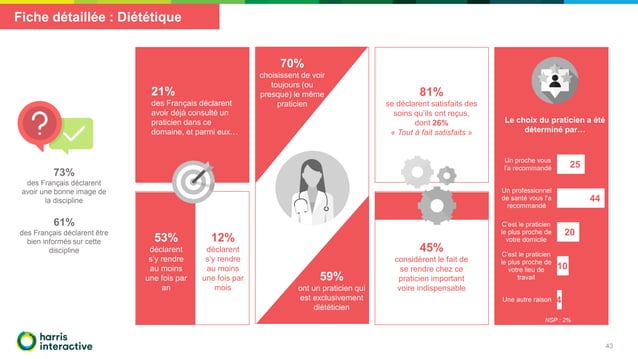 Fiche détaillée : Diététique
73%
des Français déclarent
avoir une bonne image de
la discipline
61%
des Français déclarent être
bien informés sur cette
discipline
21%
des Français déclarent
avoir déjà consulté un
praticien dans ce
domaine, et parmi eux…
53%
déclarent
s'y rendre
au moins
une fois par
an
12%
déclarent
s'y rendre
au moins
une fois par
mois
70%
choisissent de voir
toujours (ou
presque) le même
praticien
59%
ont un praticien qui
est exclusivement
diététicien
81%
se déclarent satisfaits des
soins qu'ils ont reçus,
dont 26%
« Tout à fait satisfaits »
45%
considèrent le fait de
se rendre chez ce
praticien important
voire indispensable
Le choix du praticien a été
déterminé par…
Un proche vous
l'a recommandé
25
Un professionnel
de santé vous l'a
recommandé
44
C'est le praticien
le plus proche de
votre domicile
20
C'est le praticien
le plus proche de
votre lieu de
travail
10
Une autre raison
4
NSP : 2%
harris
interactive
43